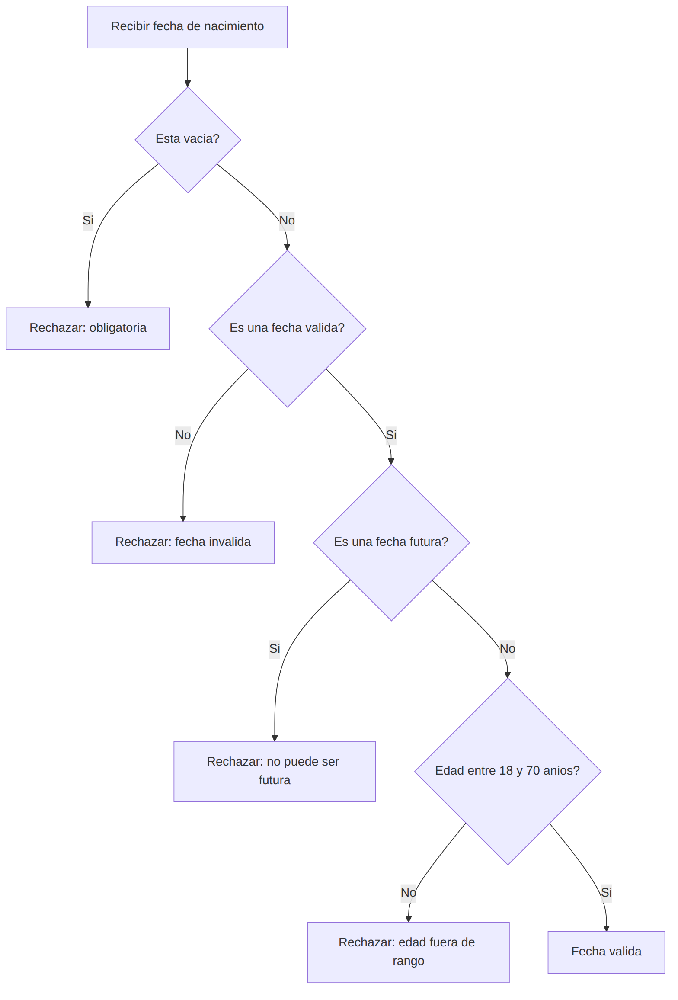 Recibir fecha de nacimiento
Esta vacia?
Si
No
Rechazar: obligatoria
Es una fecha valida?
No
Si
Rechazar: fecha invalida
Es una fecha futura?
Si
No
Rechazar: no puede ser
futura
Edad entre 18 y 70 anios?
No
Si
Rechazar: edad fuera de
rango
Fecha valida